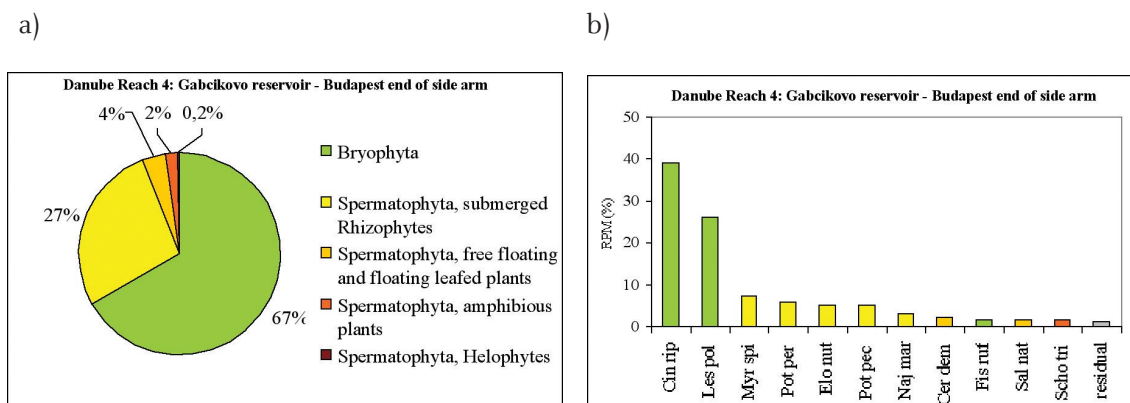 a)
Danube Reach 4: Gabcikovo reservoir - Budapest end of side arm
4%
2%
0,2%
27%
67%
Bryophyta
Spermatophyta, submerged
Rhizophytes
Spermatophyta, free floating
and floating leafed plants
Spermatophyta, amphibious
plants
Spermatophyta, Helophytes
b)
Danube Reach 4: Gabcikovo reservoir - Budapest end of side arm
RPM (%)
50
40
30
20
10
0
Cin rip
Les pol
Myr spi
Pot per
Elo nut
Pot pec
Naj mar
Cer dem
Fis ruf
Sal nat
Scho tri
residual